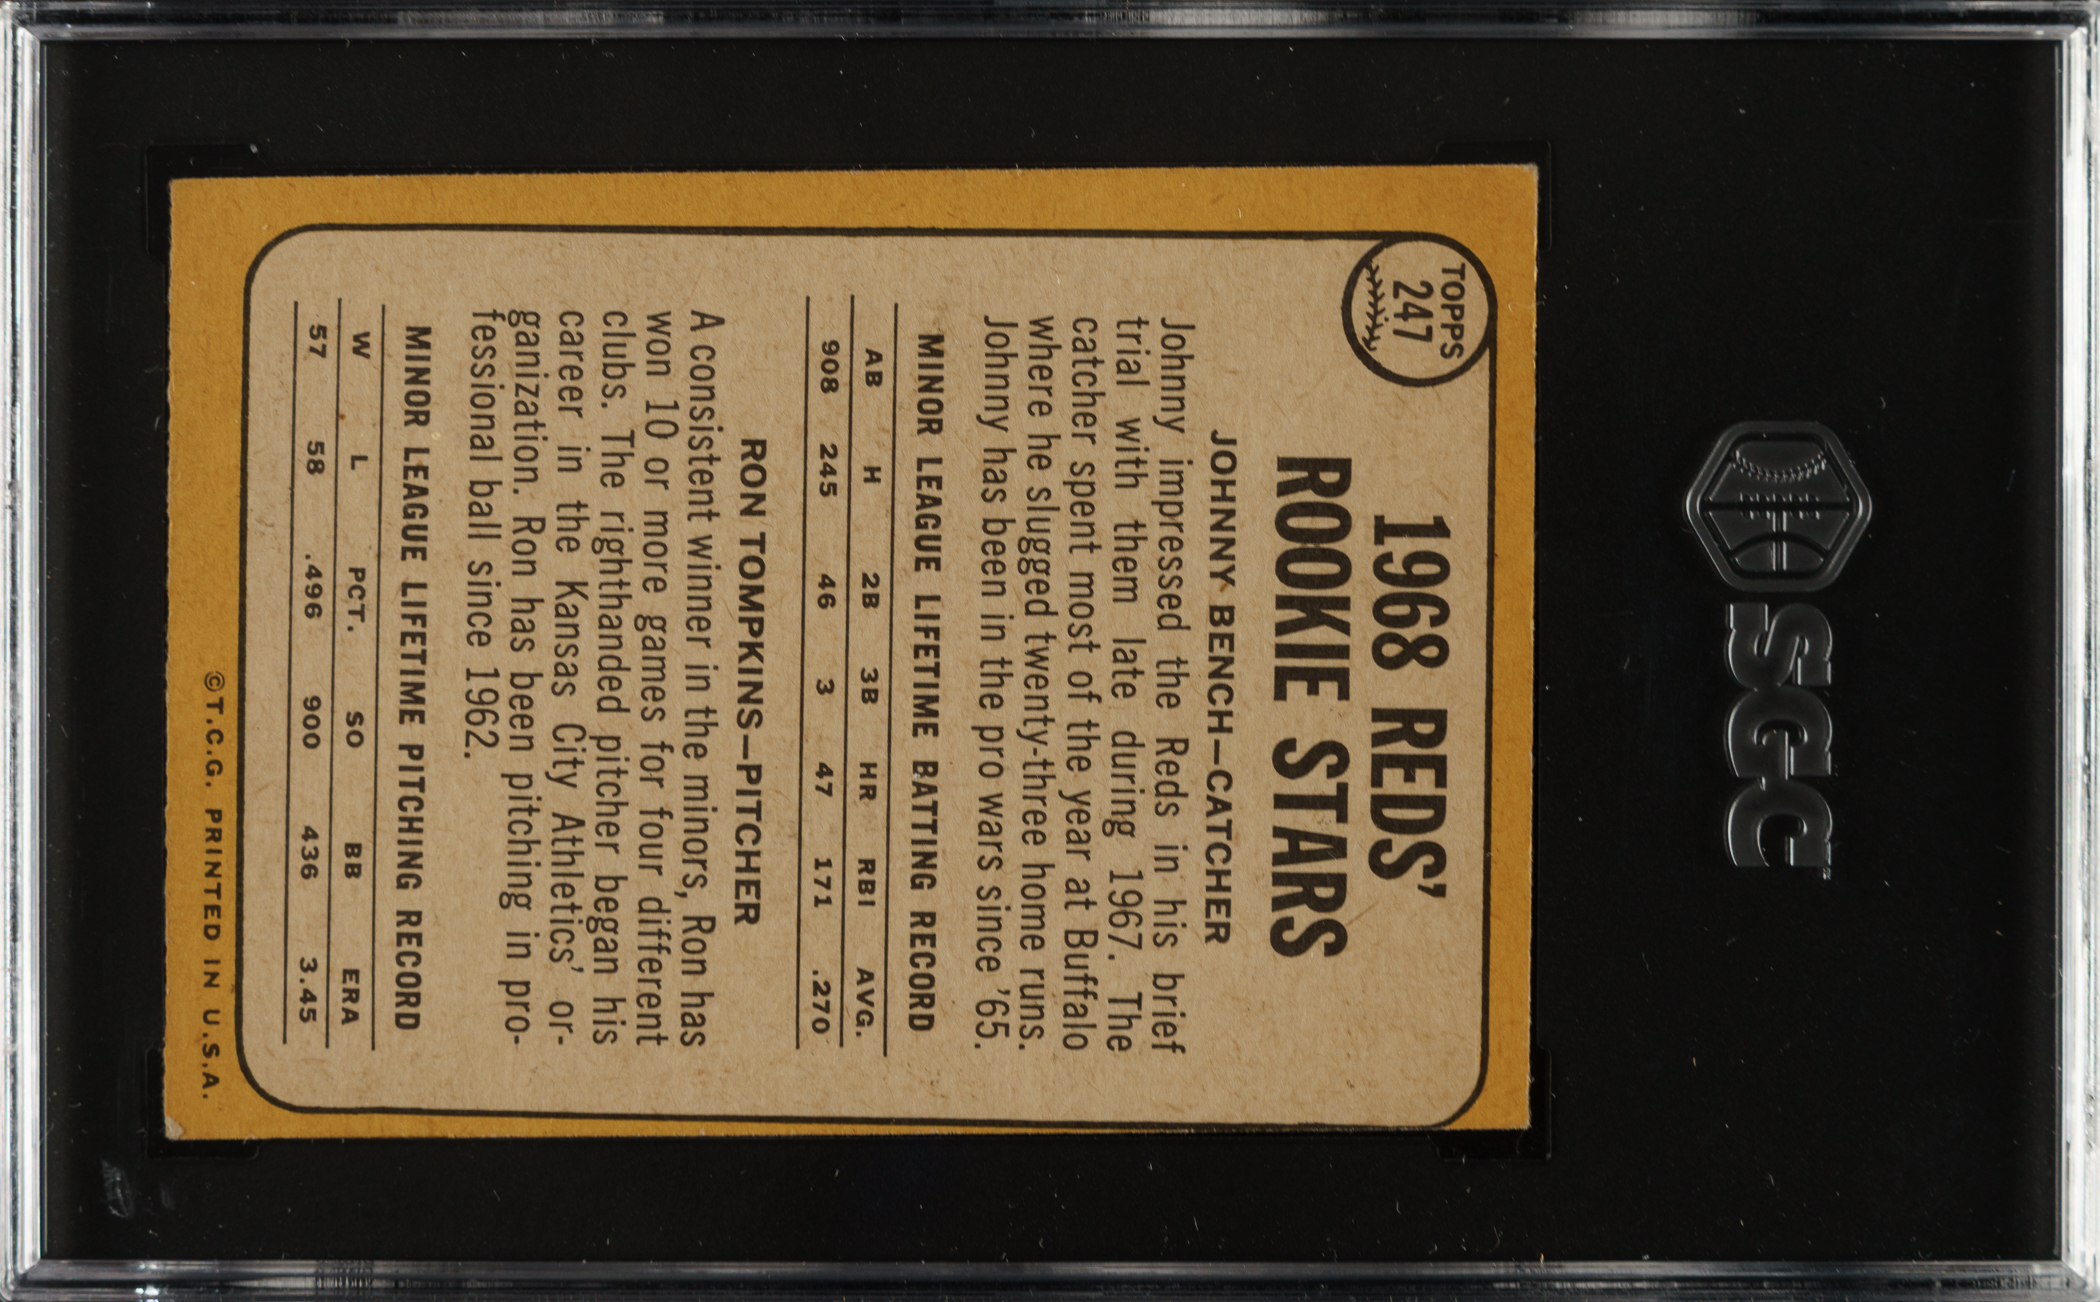 TOPPS
247
1968 REDS'
ROOKIE STARS
JOHNNY BENCH—CATCHER
Johnny impressed the Reds in his brief
trial with them late during 1967. The
catcher spent most of the year at Buffalo
where he slugged twenty-three home runs.
Johnny has been in the pro wars since '65.
MINOR LEAGUE LIFETIME BATTING RECORD
AB H 2B 3B HR RBI AVG.
908 245 46 3 47 171 .270
RON TOMPKINS—PITCHER
A consistent winner in the minors, Ron has
won 10 or more games for four different
clubs. The righthanded pitcher began his
career in the Kansas City Athletics' or-
ganization. Ron has been pitching in pro-
fessional ball since 1962.
MINOR LEAGUE LIFETIME PITCHING RECORD
W L PCT. SO BB ERA
57 58 .496 900 436 3.45
©T.C.G. PRINTED IN U.S.A.
SGC